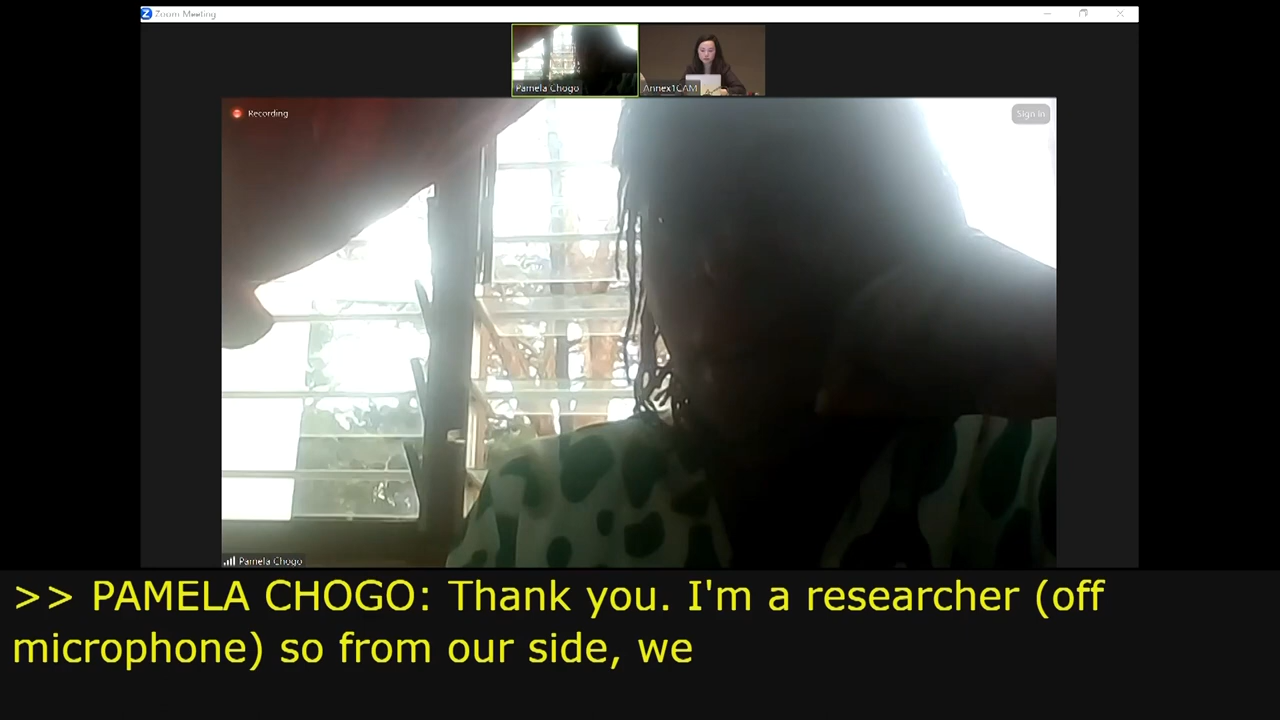 Zoom Meeting
Pamela Chogo
Annex1CAM
Recording
Sign in
Pamela Chogo
>> PAMELA CHOGO: Thank you. I'm a researcher (off
microphone) so from our side, we